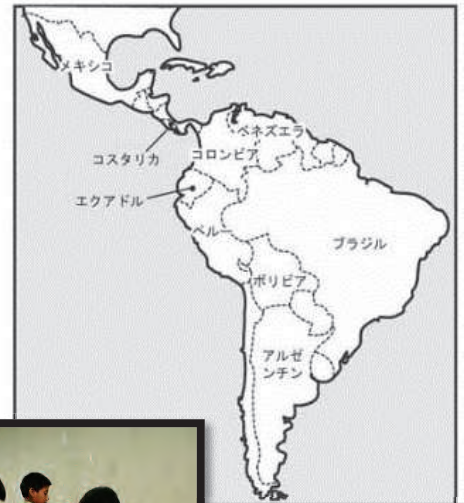 メキシコ
ベネズエラ
コスタリカ
コロンビア
エクアドル
ペルー
ブラジル
ボリビア
アルゼ
ンチン